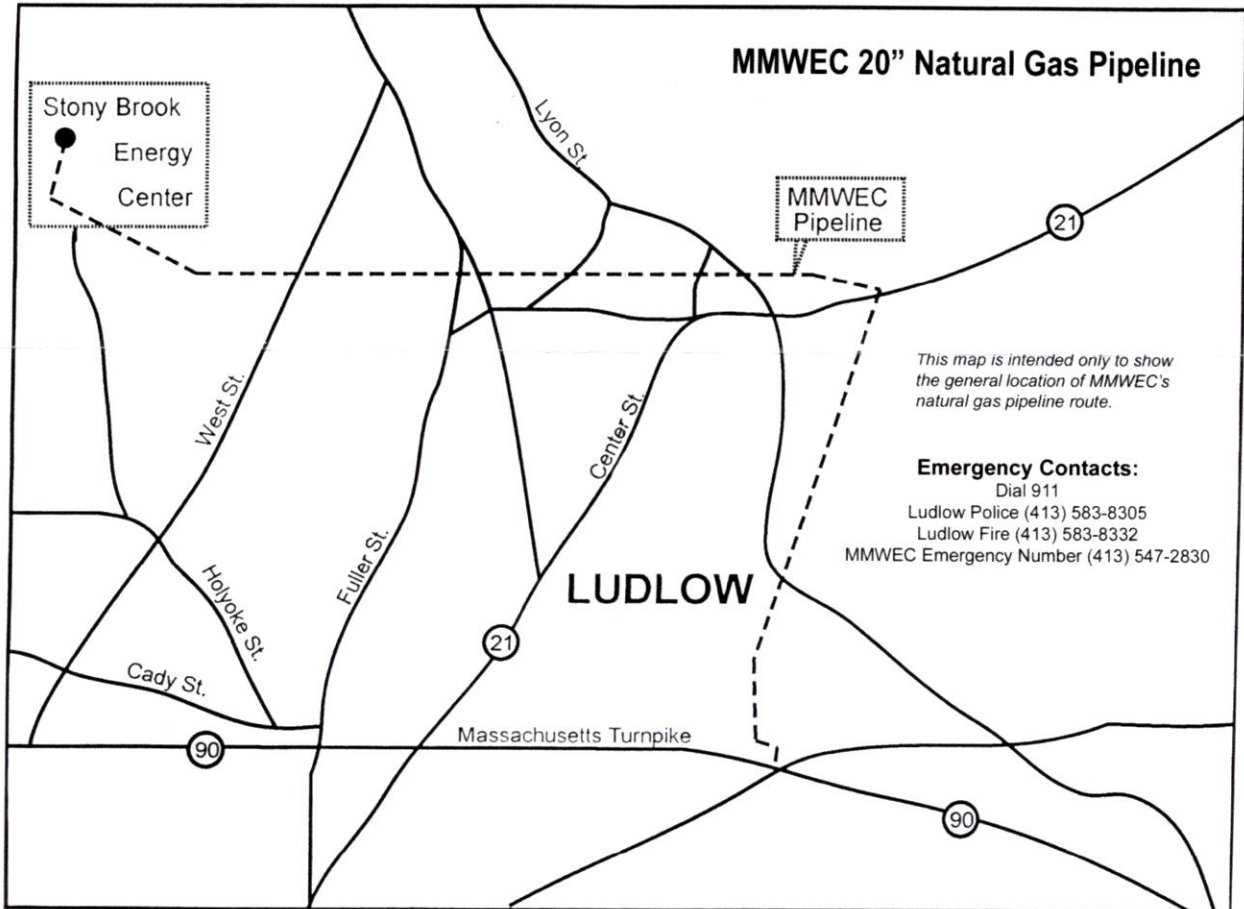 MMWEC 20” Natural Gas Pipeline
Stony Brook
Energy
Center
Lyon St.
MMWEC
Pipeline
21
West St.
Center St.
This map is intended only to show
the general location of MMWEC's
natural gas pipeline route.
Emergency Contacts:
Dial 911
Ludlow Police (413) 583-8305
Ludlow Fire (413) 583-8332
MMWEC Emergency Number (413) 547-2830
Fuller St.
LUDLOW
Holyoke St.
21
Cady St.
Massachusetts Turnpike
90
90